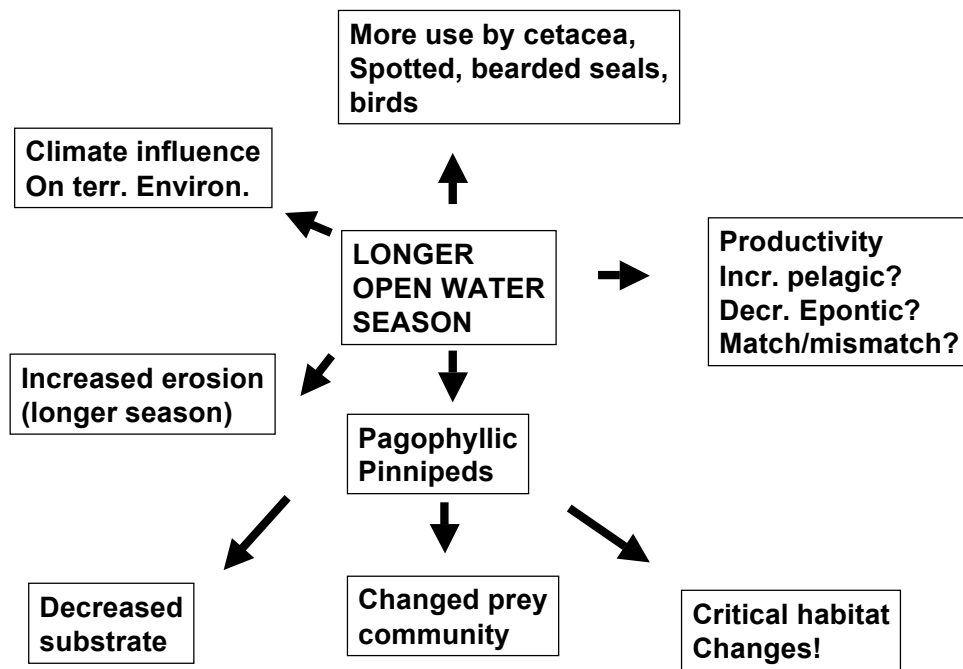 More use by cetacea,
Spotted, bearded seals,
birds
Climate influence
On terr. Environ.
LONGER
OPEN WATER
SEASON
Productivity
Incr. pelagic?
Decr. Epontic?
Match/mismatch?
Increased erosion
(longer season)
Pagophyllic
Pinnipeds
Decreased
substrate
Changed prey
community
Critical habitat
Changes!